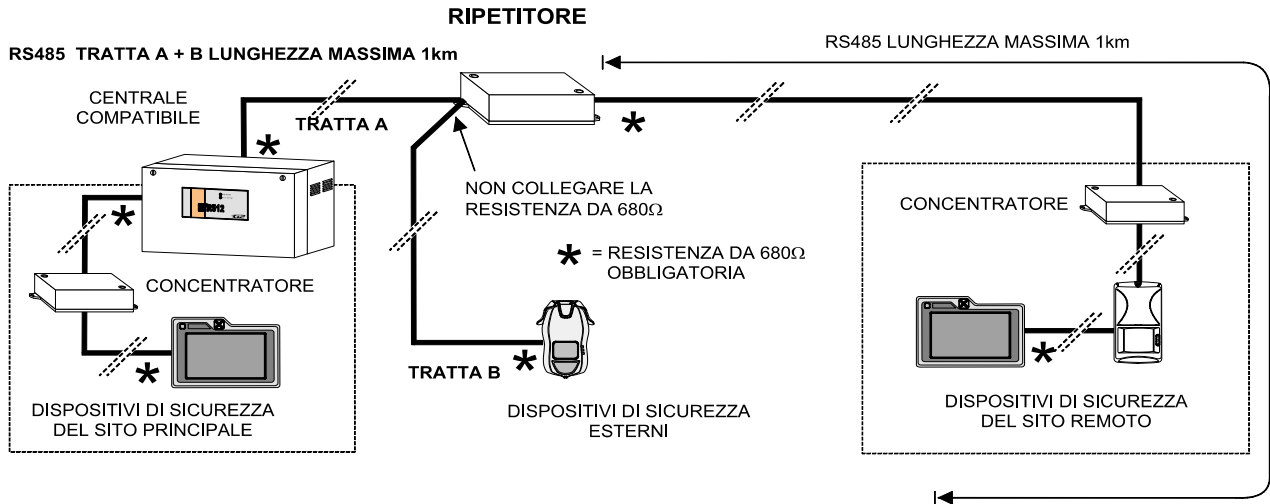 RIPETITORE
RS485 TRATTA A + B LUNGHEZZA MASSIMA 1km
RS485 LUNGHEZZA MASSIMA 1km
CENTRALE
COMPATIBILE
TRATTA A
NON COLLEGARE LA
RESISTENZA DA 680Ω
* = RESISTENZA DA 680Ω
OBBLIGATORIA
CONCENTRATORE
CONCENTRATORE
TRATTA B
DISPOSITIVI DI SICUREZZA
DEL SITO PRINCIPALE
DISPOSITIVI DI SICUREZZA
ESTERNI
DISPOSITIVI DI SICUREZZA
DEL SITO REMOTO